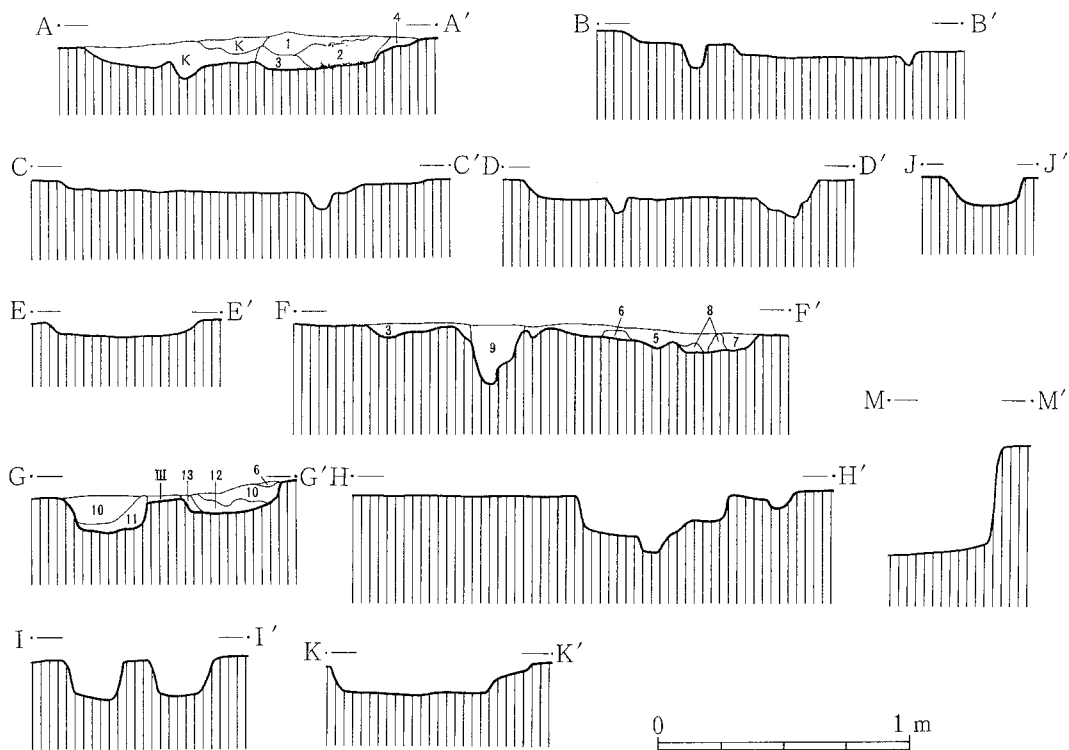 A A′ B B′
4
K 1 2 3 K
C C′ D D′ J J′
E E′ F F′
3 9 6 5 8 7
M M′
G G′ H H′
Ⅲ 13 12 6 10 11 10
I I′ K K′
0 1 m